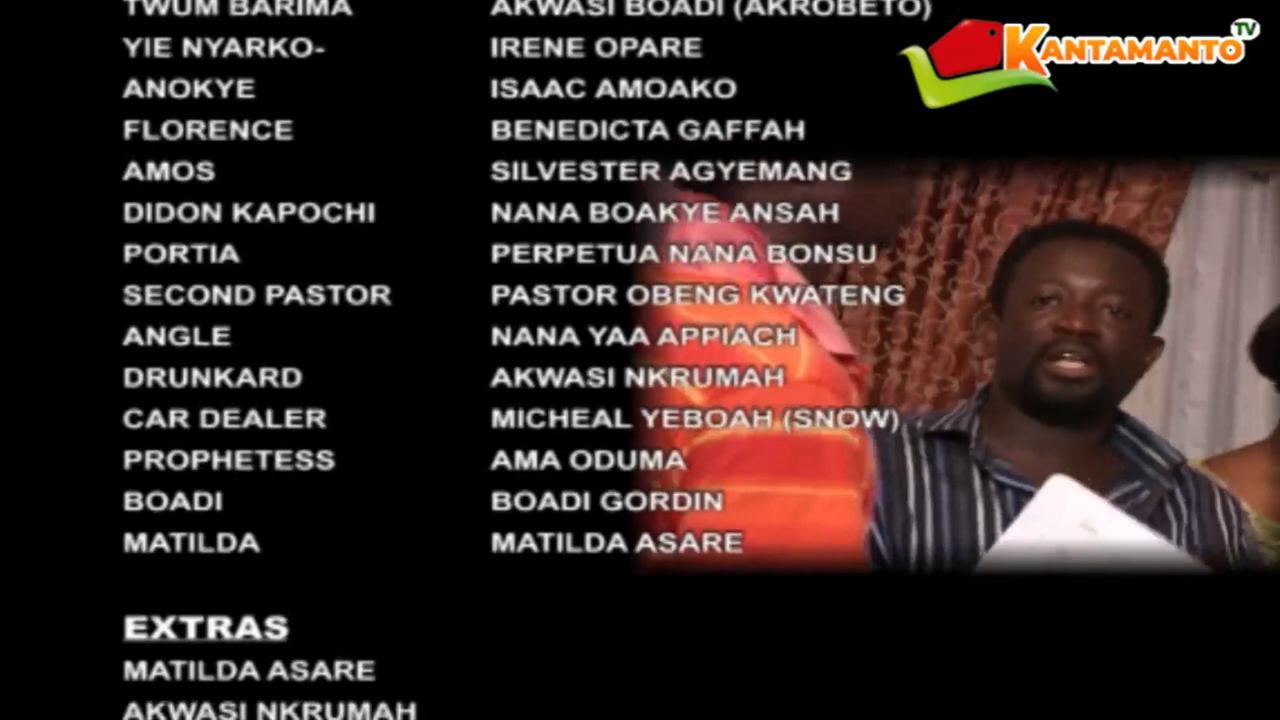 TWUM BARIMA AKWASI BOADI (AKROBETO)
KANTAMANTO TV
YIE NYARKO- IRENE OPARE
ANOKYE ISAAC AMOAKO
FLORENCE BENEDICTA GAFFAH
AMOS SILVESTER AGYEMANG
DIDON KAPOCHI NANA BOAKYE ANSAH
PORTIA PERPETUA NANA BONSU
SECOND PASTOR PASTOR OBENG KWATENG
ANGLE NANA YAA APPIACH
DRUNKARD AKWASI NKRUMAH
CAR DEALER MICHEAL YEBOAH (SNOW)
PROPHETESS AMA ODUMA
BOADI BOADI GORDIN
MATILDA MATILDA ASARE
EXTRAS
MATILDA ASARE
AKWASI NKRUMAH